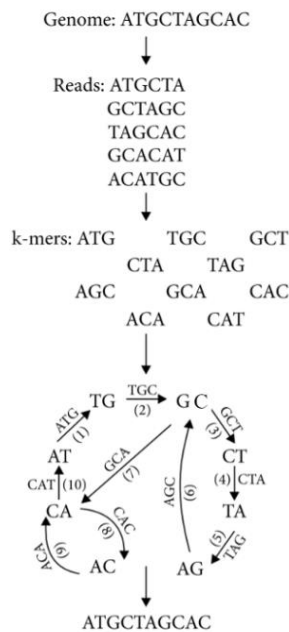 Genome: ATGCTAGCAC
Reads: ATGCTA
GCTAGC
TAGCAC
GCACAT
ACATGC
k-mers: ATG TGC GCT
CTA TAG
AGC GCA CAC
ACA CAT
TG TGC (2) GC
ATG (1)
GCT (3)
AT
GCA (7)
CT
CAT (10)
AGC (6)
(4) CTA
CA
CAC (8)
TA
ACA (9)
TAG (5)
AC
AG
ATGCTAGCAC